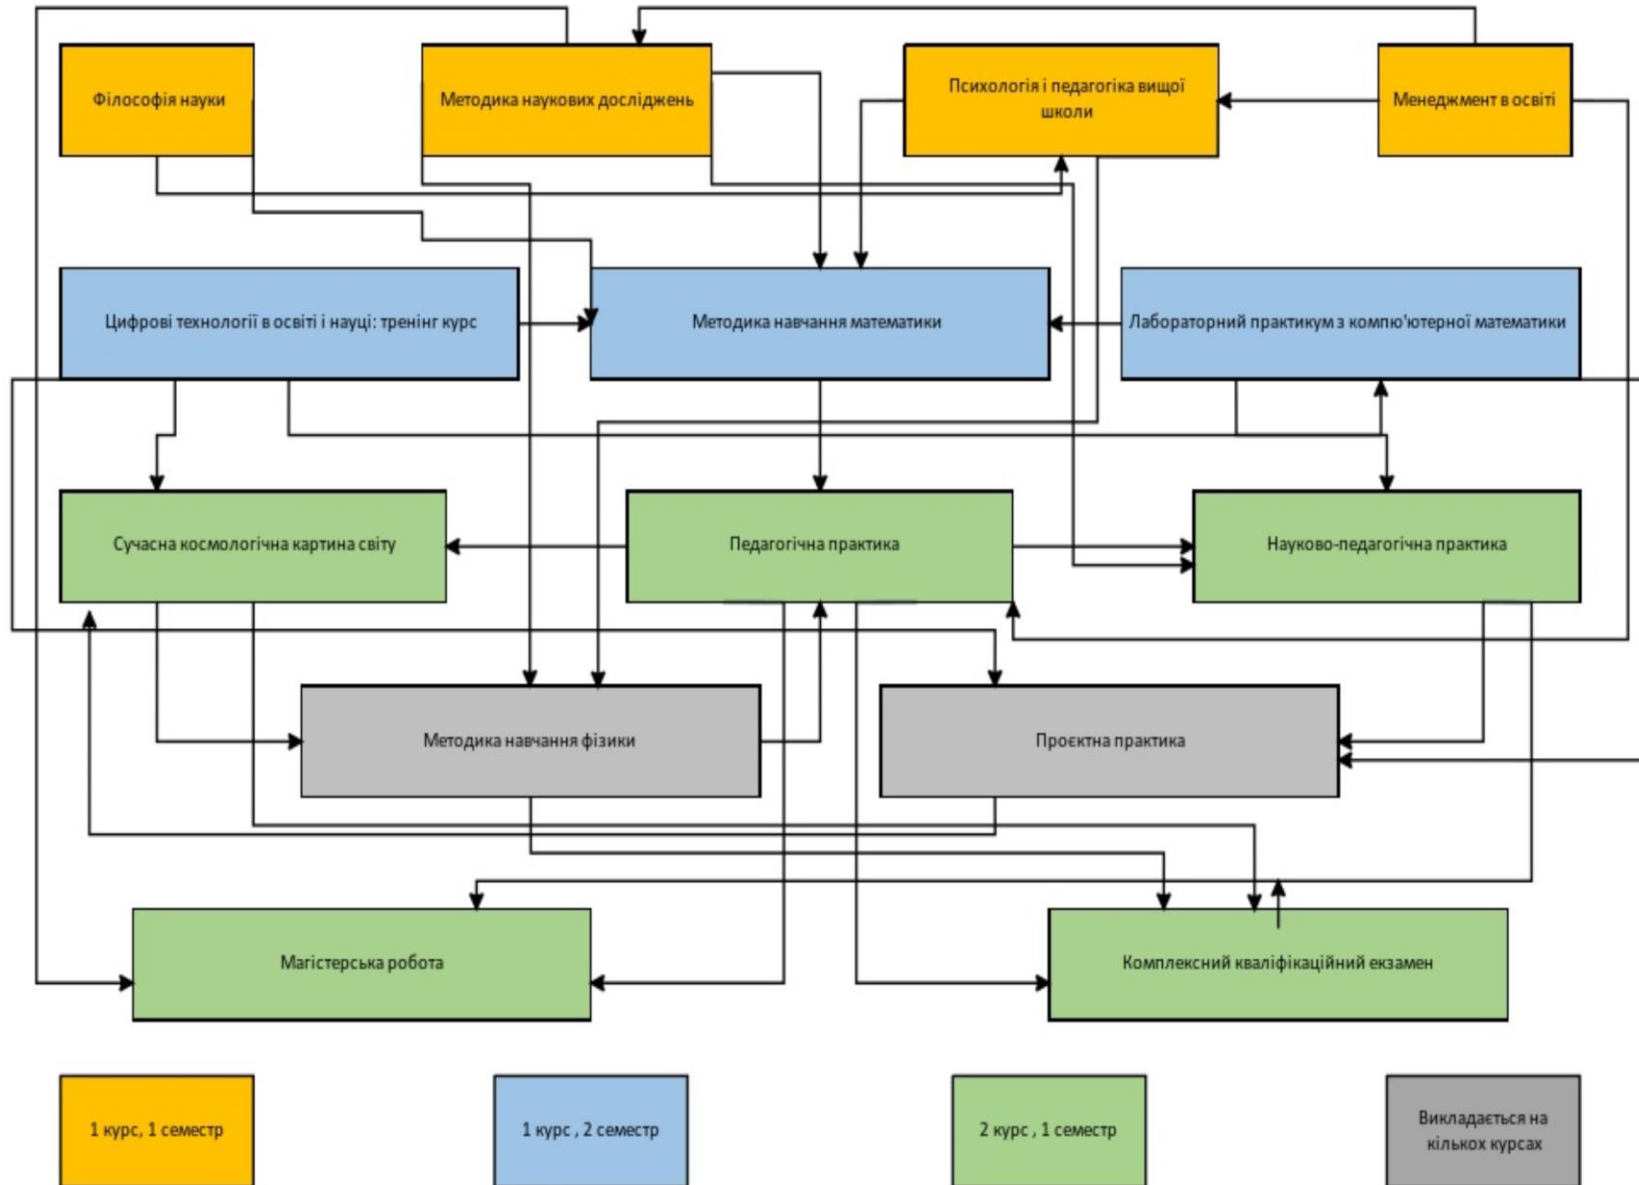 Філософія науки
Методика наукових досліджень
Психологія і педагогіка вищої
школи
Менеджмент в освіті
Цифрові технології в освіті і науці: тренінг курс
Методика навчання математики
Лабораторний практикум з компю'ютерної математики
Сучасна космологічна картина світу
Педагогічна практика
Науково-педагогічна практика
Методика навчання фізики
Проєктна практика
Магістерська робота
Комплексний кваліфікаційний екзамен
1 курс, 1 семестр
1 курс , 2 семестр
2 курс , 1 семестр
Викладається на
кількох курсах